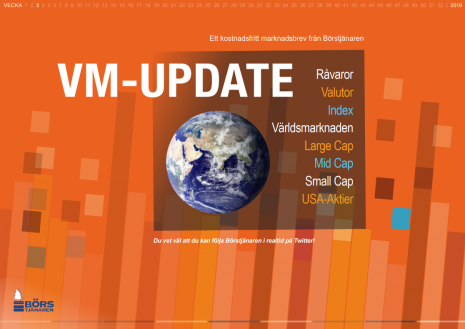 VECKA 1 2 3 4 5 6 7 8 9 10 11 12 13 14 15 16 17 18 19 20 21 22 23 24 25 26 27 28 29 30 31 32 33 34 35 36 37 38 39 40 41 42 43 44 45 46 47 48 49 50 51 52 / 2019
Ett kostnadsfritt marknadsbrev från Börstjänaren
VM-UPDATE
Råvaror
Valutor
Index
Världsmarknaden
Large Cap
Mid Cap
Small Cap
USA-Aktier
Du vet väl att du kan följa Börstjänaren i realtid på Twitter!
BÖRS
TJÄNAREN